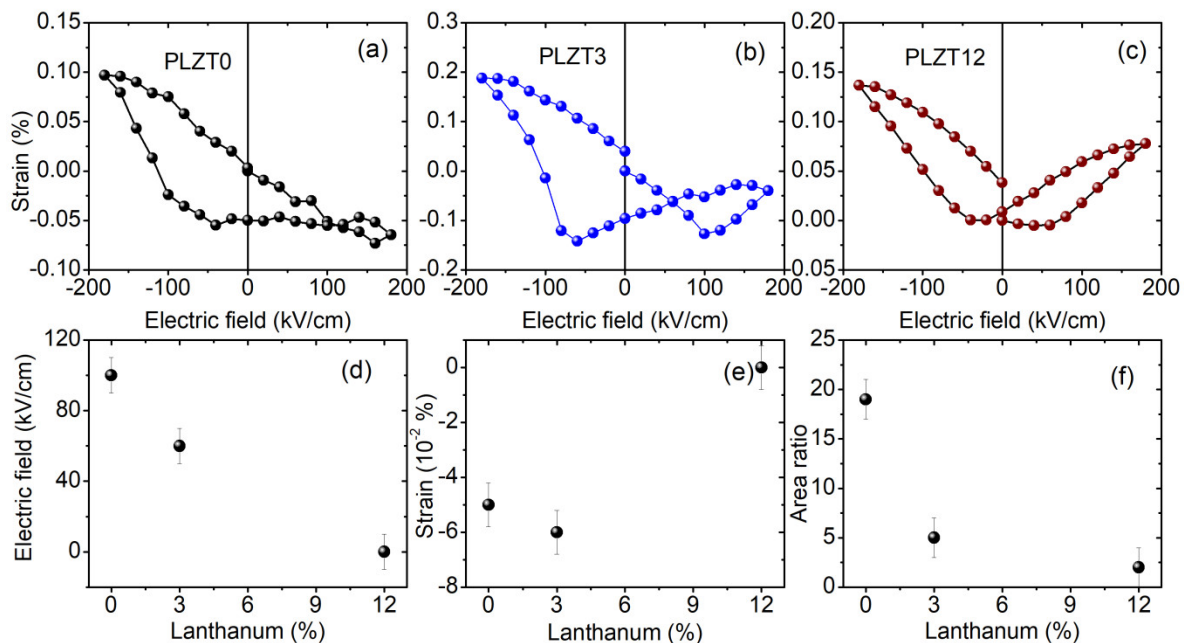 (a)
PLZT0
0.10
0.05
0.00
-0.05
-0.10
Strain (%)
-200 -100 0 100 200
Electric field (kV/cm)
(b)
PLZT3
0.2
0.1
0.0
-0.1
-0.2
-200 -100 0 100 200
Electric field (kV/cm)
(c)
PLZT12
0.20
0.15
0.10
0.05
0.00
0.05
-200 -100 0 100 200
Electric field (kV/cm)
(d)
120
80
40
0
Electric field (kV/cm)
0 3 6 9 12
Lanthanum (%)
(e)
0
-2
-4
-6
-8
Strain (10⁻² %)
0 3 6 9 12
Lanthanum (%)
(f)
25
20
15
10
5
0
Area ratio
0 3 6 9 12
Lanthanum (%)